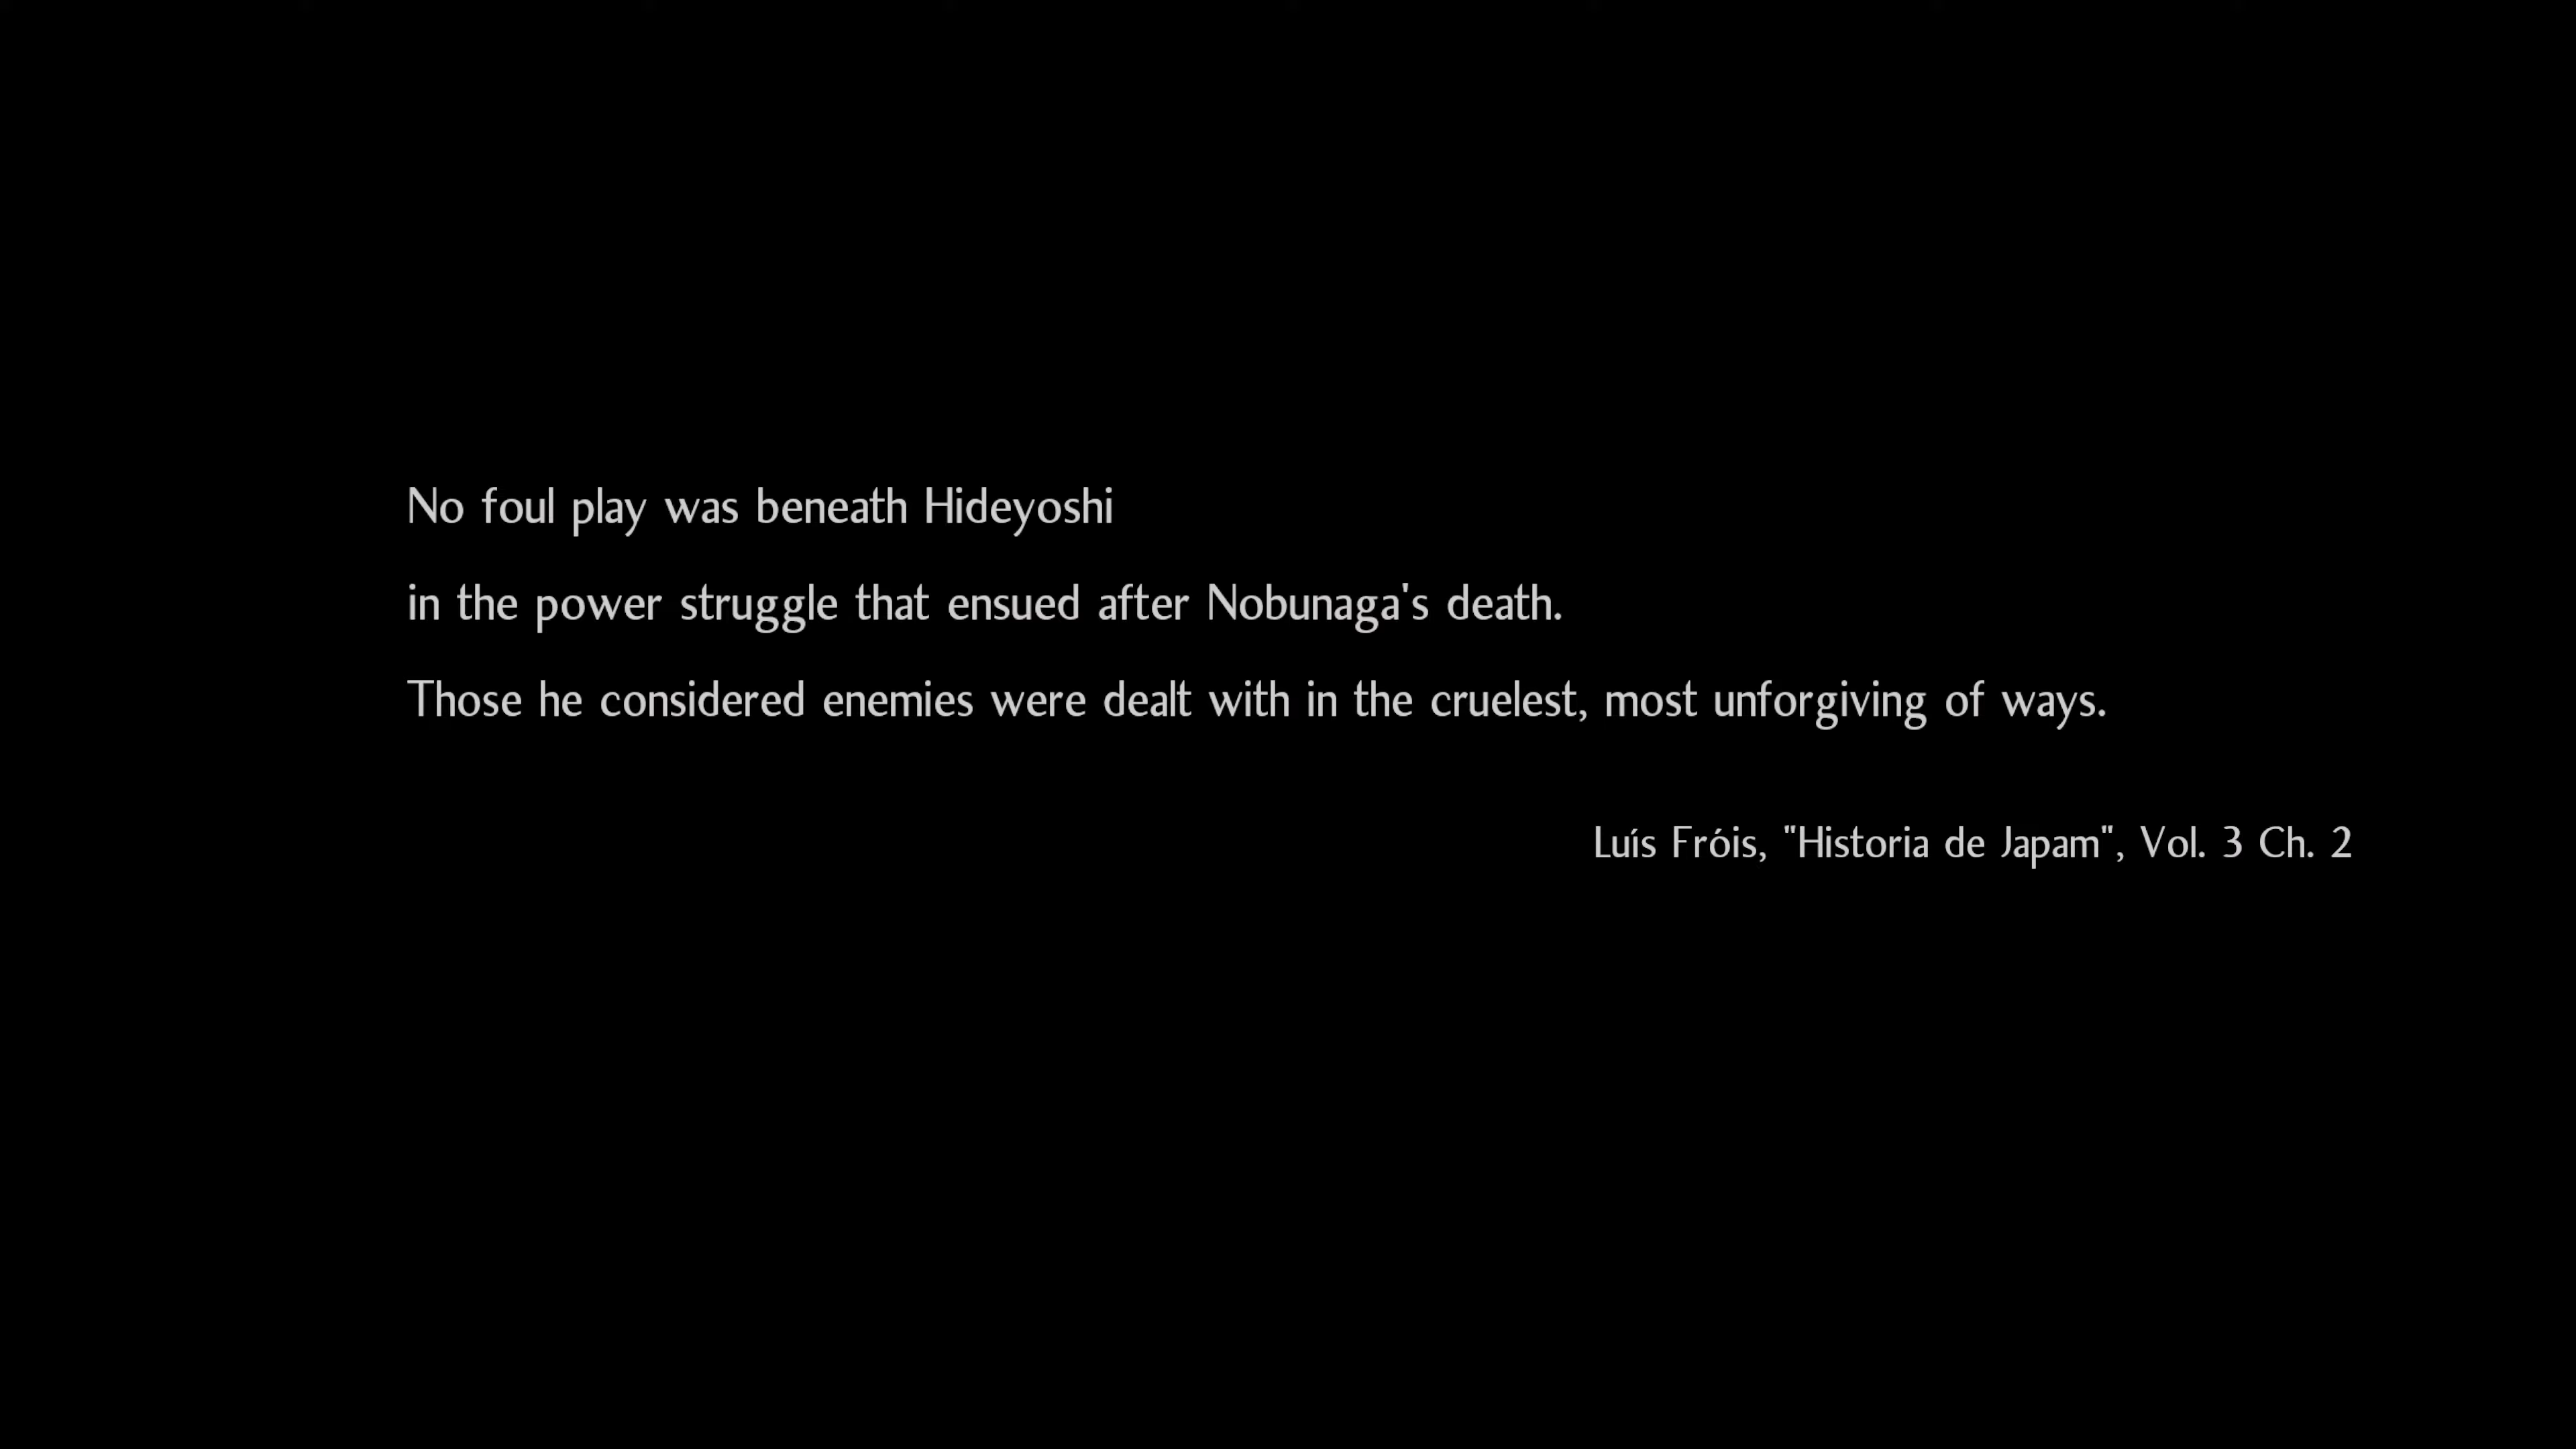 No foul play was beneath Hideyoshi
in the power struggle that ensued after Nobunaga's death.
Those he considered enemies were dealt with in the cruelest, most unforgiving of ways.
Luís Fróis, "Historia de Japam", Vol. 3 Ch. 2